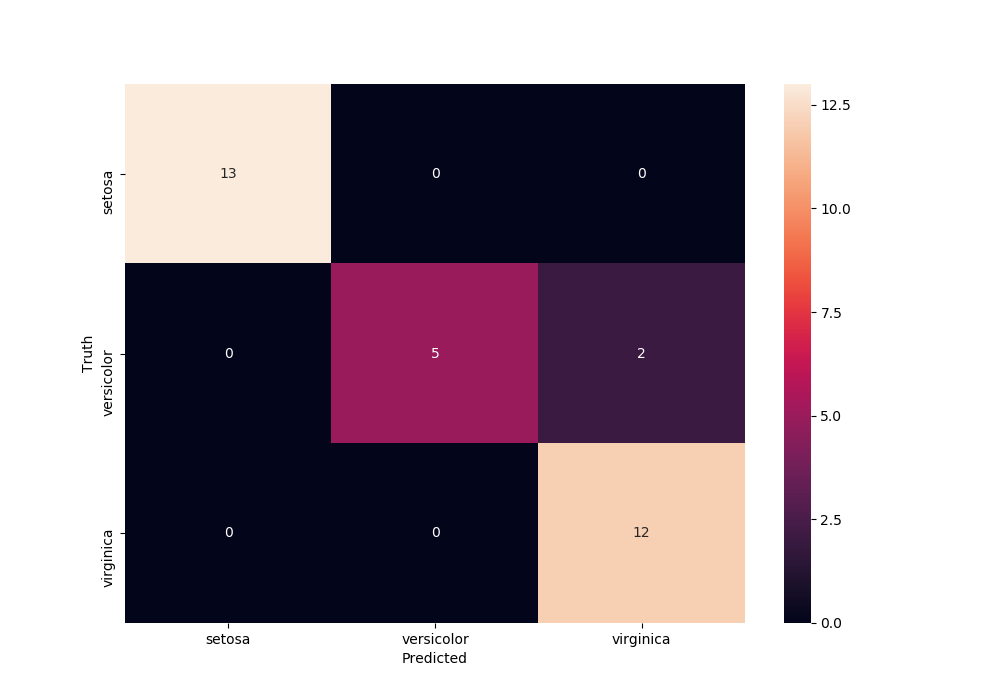 Truth
setosa
13 0 0
versicolor
0 5 2
virginica
0 0 12
setosa versicolor virginica
Predicted
12.5
10.0
7.5
5.0
2.5
0.0